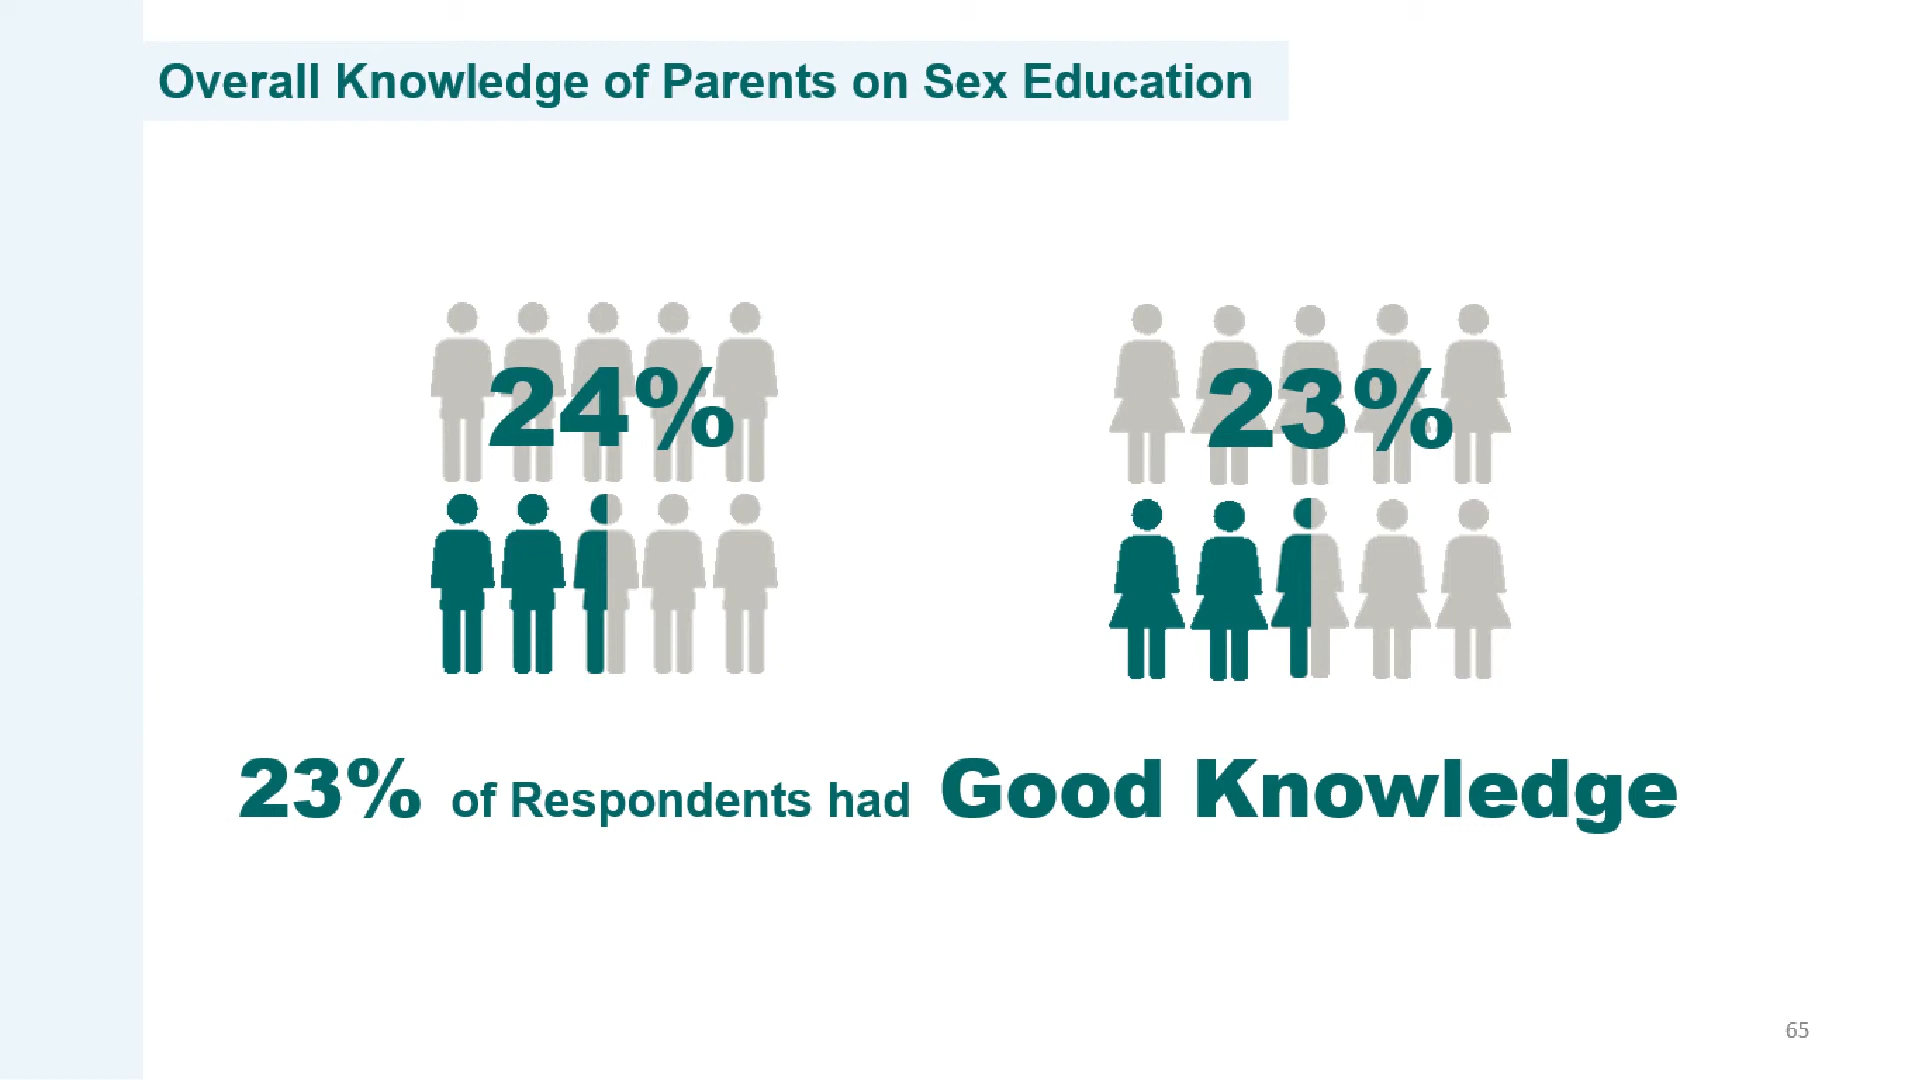 Overall Knowledge of Parents on Sex Education
24%
23%
23% of Respondents had Good Knowledge
65